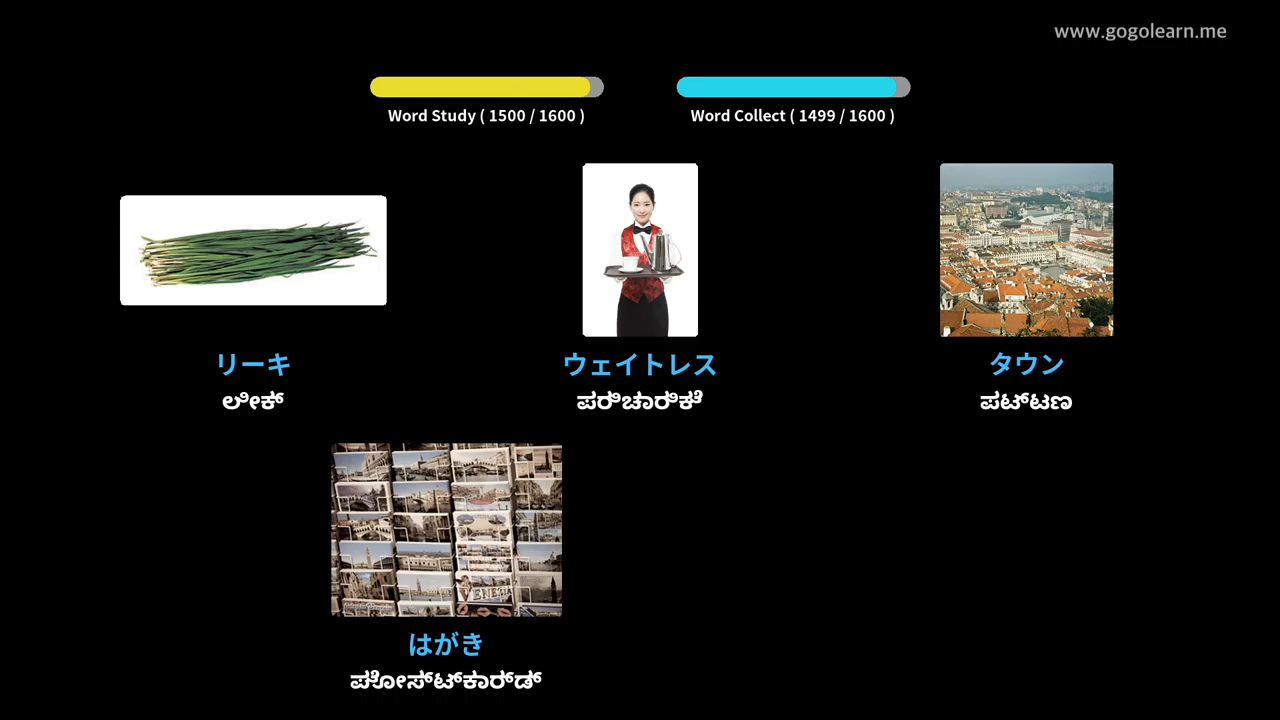 www.gogolearn.me
Word Study ( 1500 / 1600 )
Word Collect ( 1499 / 1600 )
リーキ
ಲೀಕ್
ウェイトレス
ಪರಿಚಾರಿಕೆ
タウン
ಪಟ್ಟಣ
はがき
ಪೋಸ್ಟ್‌ಕಾರ್ಡ್